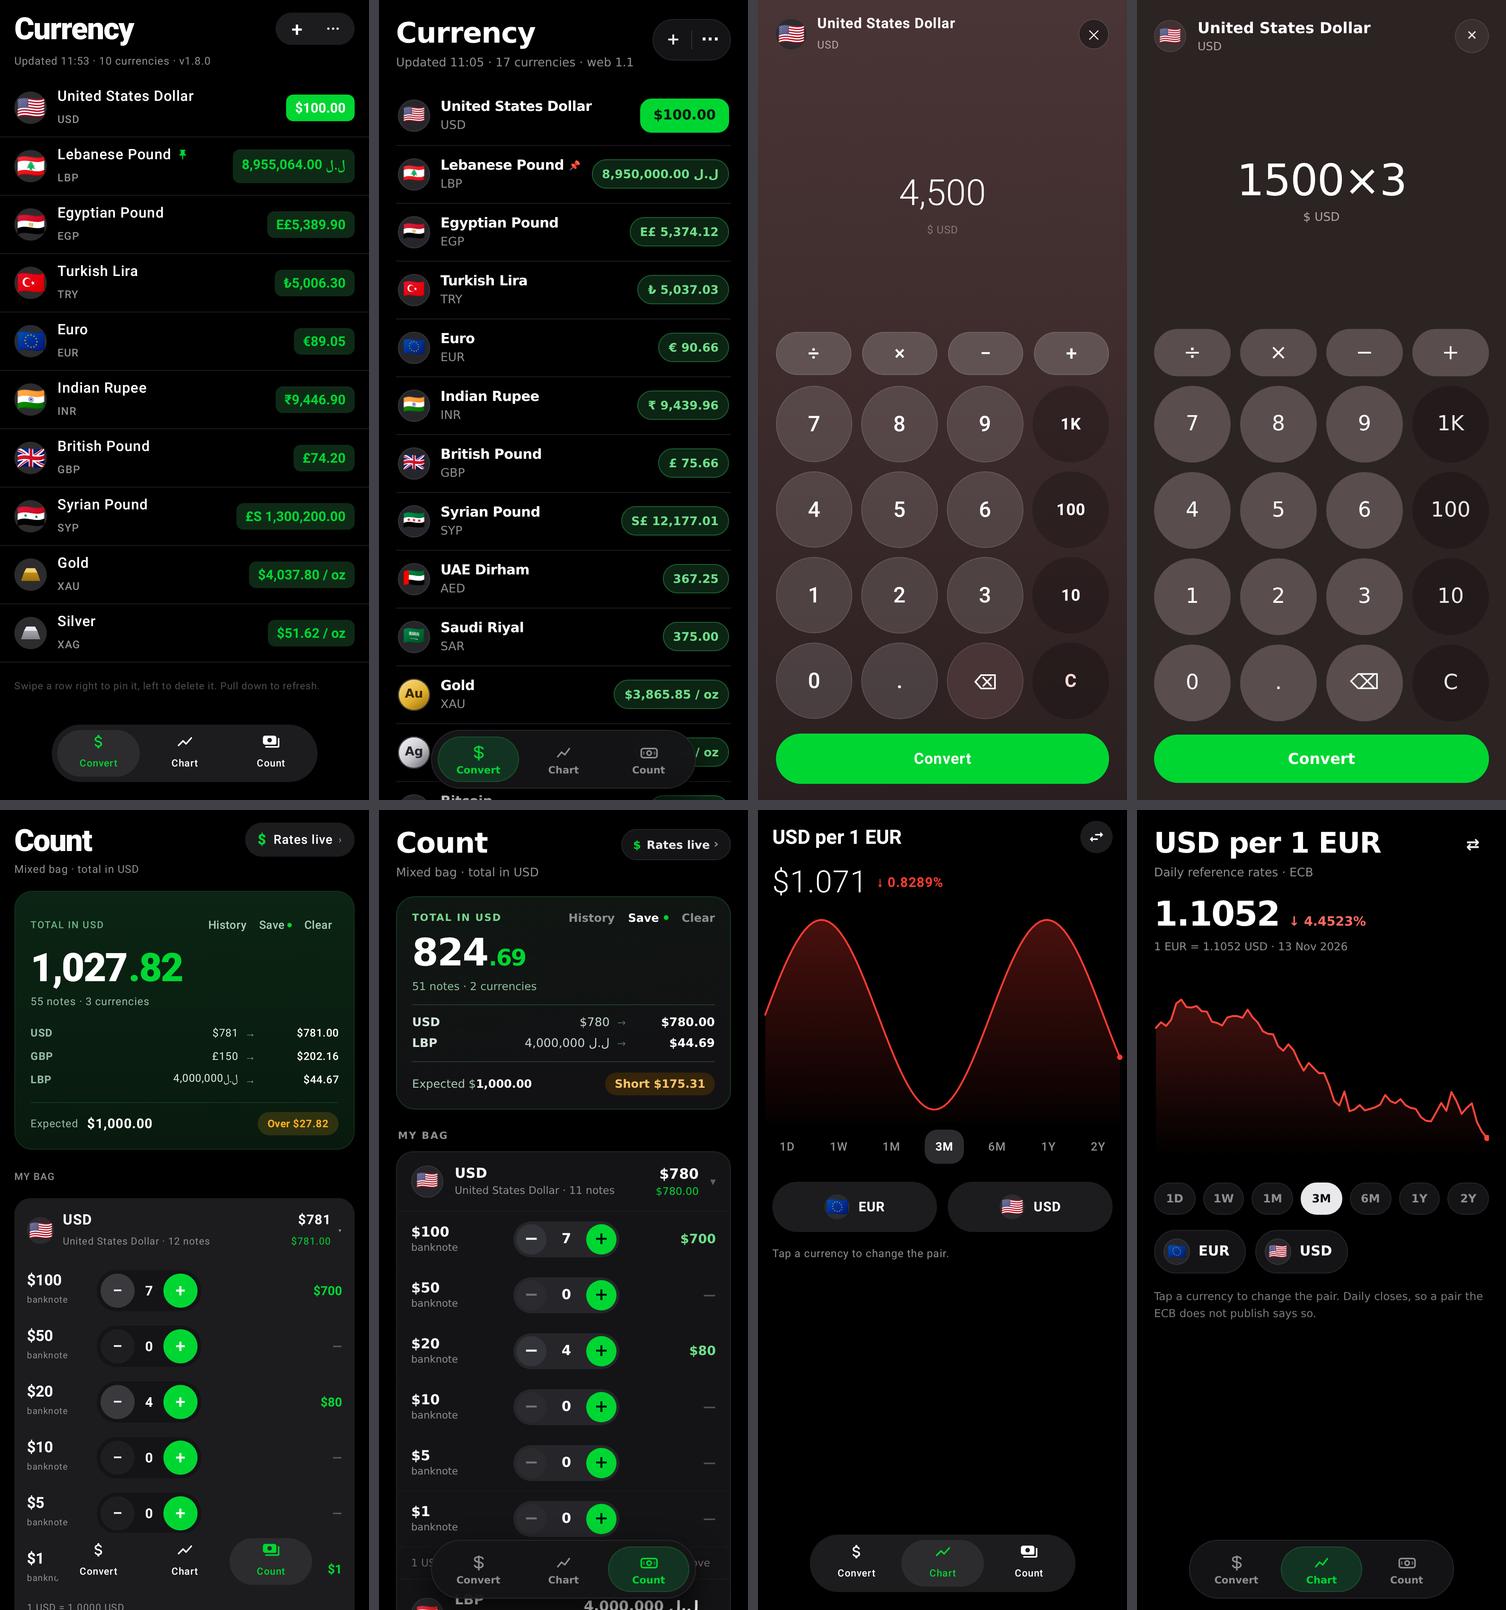 Currency
+ ...
Updated 11:53 · 10 currencies · v1.8.0
United States Dollar
USD
$100.00
Lebanese Pound
LBP
8,955,064.00 ل.ل
Egyptian Pound
EGP
E£5,389.90
Turkish Lira
TRY
₺5,006.30
Euro
EUR
€89.05
Indian Rupee
INR
₹9,446.90
British Pound
GBP
£74.20
Syrian Pound
SYP
£S 1,300,200.00
Gold
XAU
$4,037.80 / oz
Silver
XAG
$51.62 / oz
Swipe a row right to pin it, left to delete it. Pull down to refresh.
$
Convert
Chart
Count
Currency
+ ...
Updated 11:05 · 17 currencies · web 1.1
United States Dollar
USD
$100.00
Lebanese Pound
LBP
8,950,000.00 ل.ل
Egyptian Pound
EGP
E£ 5,374.12
Turkish Lira
TRY
₺ 5,037.03
Euro
EUR
€ 90.66
Indian Rupee
INR
₹ 9,439.96
British Pound
GBP
£ 75.66
Syrian Pound
SYP
S£ 12,177.01
UAE Dirham
AED
367.25
Saudi Riyal
SAR
375.00
Au
Gold
XAU
$3,865.85 / oz
Ag
/ oz
$
Convert
Chart
Count
Bitcoin
United States Dollar
USD
×
4,500
$ USD
÷ × − +
7 8 9 1K
4 5 6 100
1 2 3 10
0 . ⌫ C
Convert
United States Dollar
USD
×
1500×3
$ USD
÷ × − +
7 8 9 1K
4 5 6 100
1 2 3 10
0 . ⌫ C
Convert
Count
$ Rates live ›
Mixed bag · total in USD
TOTAL IN USD
History Save • Clear
1,027.82
55 notes · 3 currencies
USD $781 → $781.00
GBP £150 → $202.16
LBP 4,000,000ل.ل → $44.67
Expected $1,000.00
Over $27.82
MY BAG
USD
United States Dollar · 12 notes
$781
$781.00
$100
banknote
− 7 +
$700
$50
banknote
− 0 +
—
$20
banknote
− 4 +
$80
$10
banknote
− 0 +
—
$5
banknote
− 0 +
—
$1
$1
$
Convert
Chart
Count
1 USD = 1.0000 USD
Count
$ Rates live ›
Mixed bag · total in USD
TOTAL IN USD
History Save • Clear
824.69
51 notes · 2 currencies
USD $780 → $780.00
LBP 4,000,000 ل.ل → $44.69
Expected $1,000.00
Short $175.31
MY BAG
USD
United States Dollar · 11 notes
$780
$780.00
▾
$100
banknote
− 7 +
$700
$50
banknote
− 0 +
—
$20
banknote
− 4 +
$80
$10
banknote
− 0 +
—
$5
banknote
− 0 +
—
$1
banknote
− 0 +
—
$
Convert
Chart
Count
LBP
4,000,000 ل.ل
USD per 1 EUR
$1.071 ↓ 0.8289%
1D 1W 1M 3M 6M 1Y 2Y
EUR
USD
Tap a currency to change the pair.
$
Convert
Chart
Count
USD per 1 EUR
Daily reference rates · ECB
1.1052 ↓ 4.4523%
1 EUR = 1.1052 USD · 13 Nov 2026
1D 1W 1M 3M 6M 1Y 2Y
EUR
USD
Tap a currency to change the pair. Daily closes, so a pair the
ECB does not publish says so.
$
Convert
Chart
Count